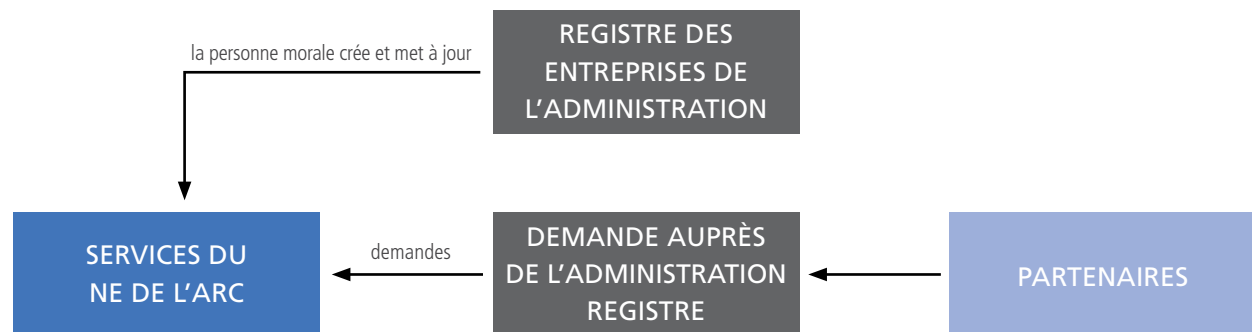 REGISTRE DES
ENTREPRISES DE
L’ADMINISTRATION
la personne morale crée et met à jour
SERVICES DU
NE DE L’ARC
demandes
DEMANDE AUPRÈS
DE L’ADMINISTRATION
REGISTRE
PARTENAIRES